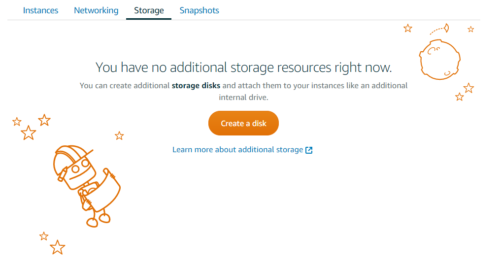 Instances Networking Storage Snapshots
You have no additional storage resources right now.
You can create additional storage disks and attach them to your instances like an additional
internal drive.
Create a disk
Learn more about additional storage